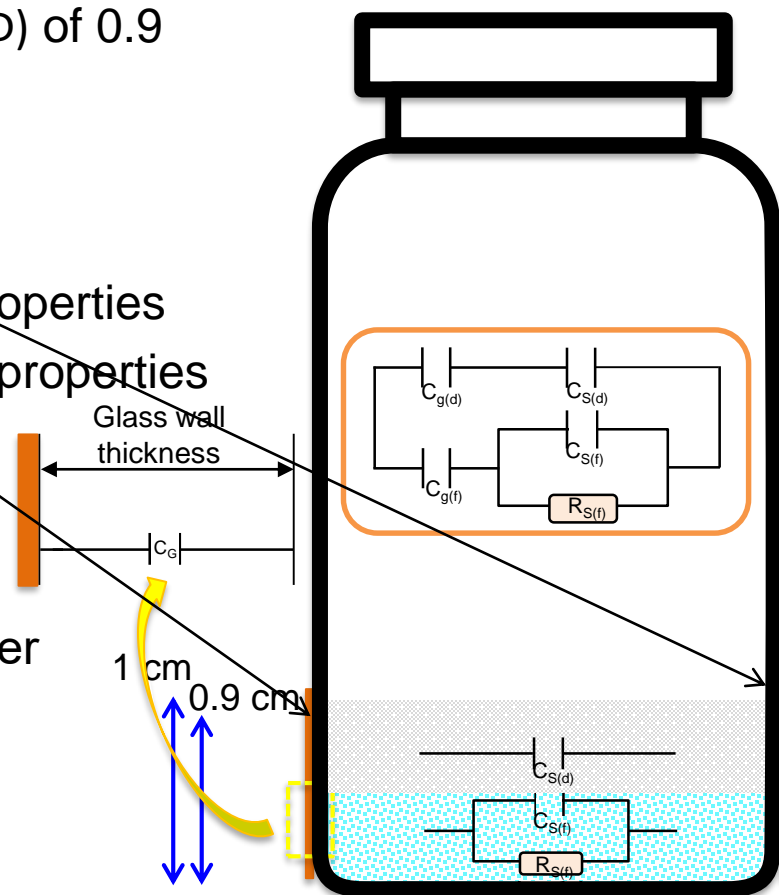 D) of 0.9
operties
properties
Glass wall
thickness
C_G
er
1 cm
0.9 cm
C_g(d)
C_S(d)
C_S(f)
C_g(f)
R_S(f)
C_S(d)
C_S(f)
R_S(f)